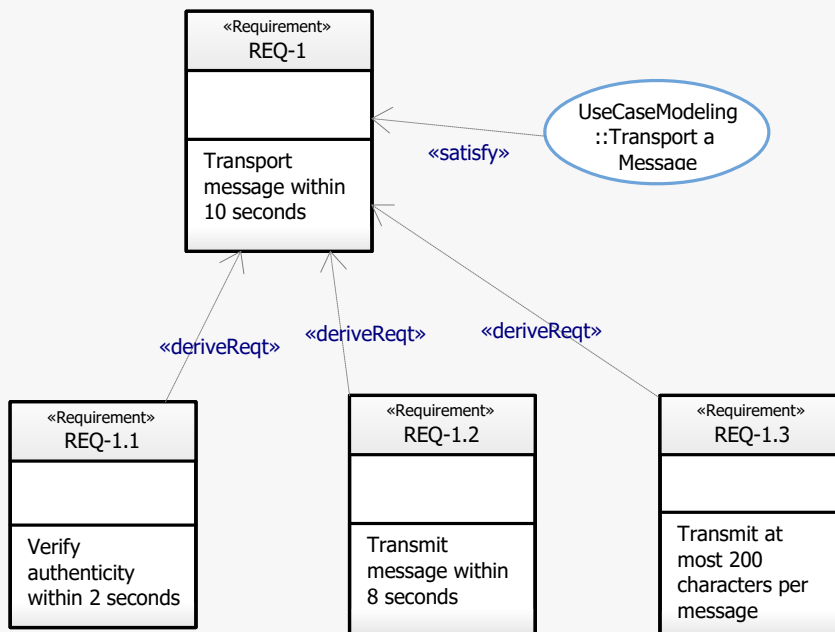 «Requirement»
REQ-1
Transport
message within
10 seconds
UseCaseModeling
::Transport a
Message
«satisfy»
«deriveReqt»
«deriveReqt»
«deriveReqt»
«Requirement»
REQ-1.1
Verify
authenticity
within 2 seconds
«Requirement»
REQ-1.2
Transmit
message within
8 seconds
«Requirement»
REQ-1.3
Transmit at
most 200
characters per
message